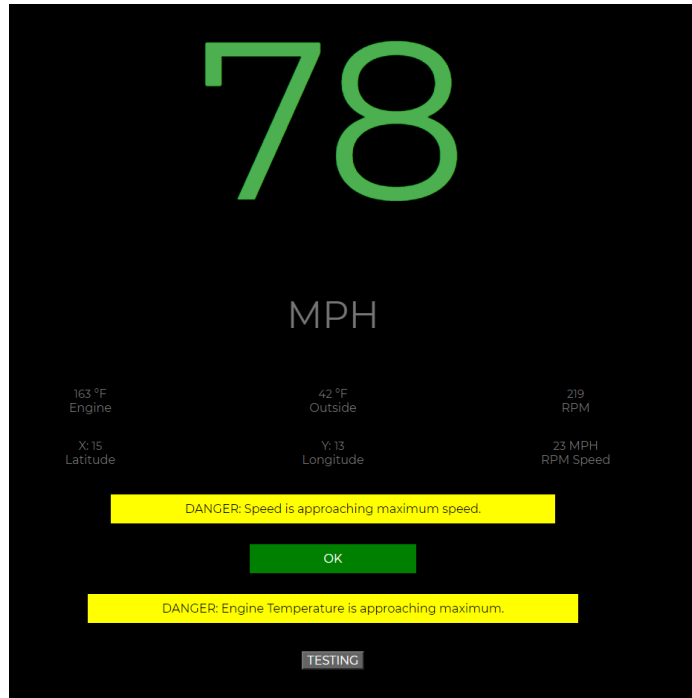 78
MPH
163 °F
Engine
42 °F
Outside
219
RPM
X: 15
Latitude
Y: 13
Longitude
23 MPH
RPM Speed
DANGER: Speed is approaching maximum speed.
OK
DANGER: Engine Temperature is approaching maximum.
TESTING